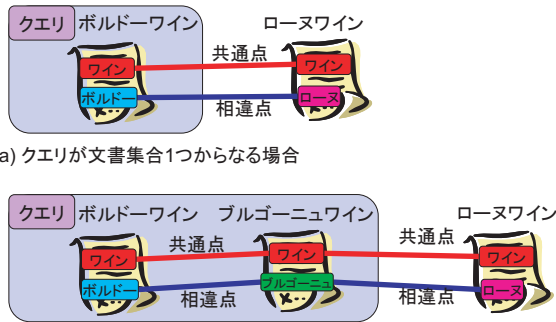 クエリ ボルドーワイン ローヌワイン
共通点
ワイン ワイン
ボルドー ローヌ
相違点
a) クエリが文書集合1つからなる場合
クエリ ボルドーワイン ブルゴーニュワイン ローヌワイン
共通点 共通点
ワイン ワイン ワイン
ボルドー ブルゴーニュ ローヌ
相違点 相違点